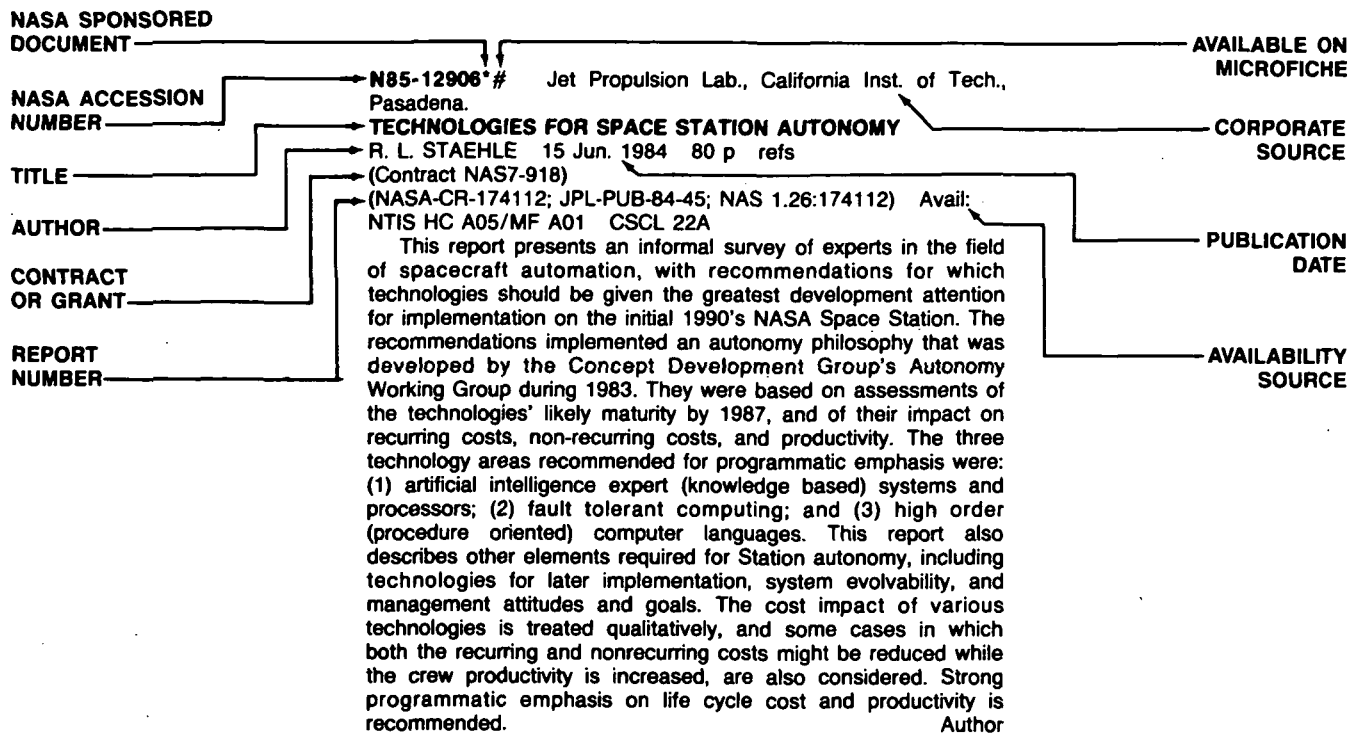 NASA SPONSORED
DOCUMENT
NASA ACCESSION
NUMBER
TITLE
AUTHOR
CONTRACT
OR GRANT
REPORT
NUMBER
N85-12906*# Jet Propulsion Lab., California Inst. of Tech.,
Pasadena.
TECHNOLOGIES FOR SPACE STATION AUTONOMY
R. L. STAEHLE 15 Jun. 1984 80 p refs
(Contract NAS7-918)
(NASA-CR-174112; JPL-PUB-84-45; NAS 1.26:174112) Avail:
NTIS HC A05/MF A01 CSCL 22A
This report presents an informal survey of experts in the field
of spacecraft automation, with recommendations for which
technologies should be given the greatest development attention
for implementation on the initial 1990's NASA Space Station. The
recommendations implemented an autonomy philosophy that was
developed by the Concept Development Group's Autonomy
Working Group during 1983. They were based on assessments of
the technologies' likely maturity by 1987, and of their impact on
recurring costs, non-recurring costs, and productivity. The three
technology areas recommended for programmatic emphasis were:
(1) artificial intelligence expert (knowledge based) systems and
processors; (2) fault tolerant computing; and (3) high order
(procedure oriented) computer languages. This report also
describes other elements required for Station autonomy, including
technologies for later implementation, system evolvability, and
management attitudes and goals. The cost impact of various
technologies is treated qualitatively, and some cases in which
both the recurring and nonrecurring costs might be reduced while
the crew productivity is increased, are also considered. Strong
programmatic emphasis on life cycle cost and productivity is
recommended. Author
AVAILABLE ON
MICROFICHE
CORPORATE
SOURCE
PUBLICATION
DATE
AVAILABILITY
SOURCE